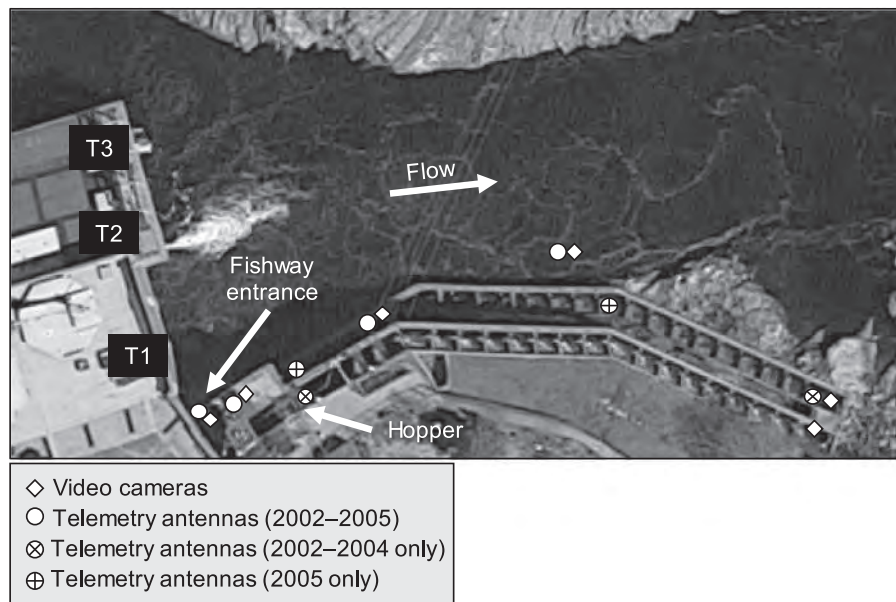 T3
Flow
T2
Fishway
entrance
T1
Hopper
Video cameras
Telemetry antennas (2002–2005)
Telemetry antennas (2002–2004 only)
Telemetry antennas (2005 only)